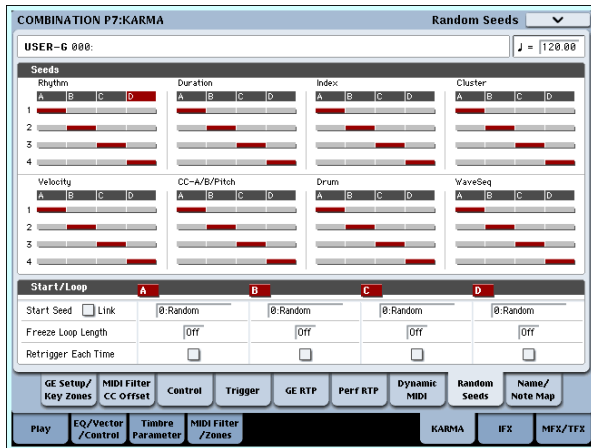 COMBINATION P7:KARMA Random Seeds
USER-G 000: ♩ = 120.00
Seeds
Rhythm Duration Index Cluster
A B C D A B C D A B C D A B C D
1
2
3
4
Velocity CC-A/B/Pitch Drum WaveSeq
A B C D A B C D A B C D A B C D
1
2
3
4
Start/Loop A B C D
Start Seed Link 0:Random 0:Random 0:Random 0:Random
Freeze Loop Length Off Off Off Off
Retrigger Each Time
GE Setup/ Key Zones MIDI Filter CC Offset Control Trigger GE RTP Perf RTP Dynamic MIDI Random Seeds Name/ Note Map
Play EQ/Vector /Control Timbre Parameter MIDI Filter /Zones KARMA IFX MFX/TFX